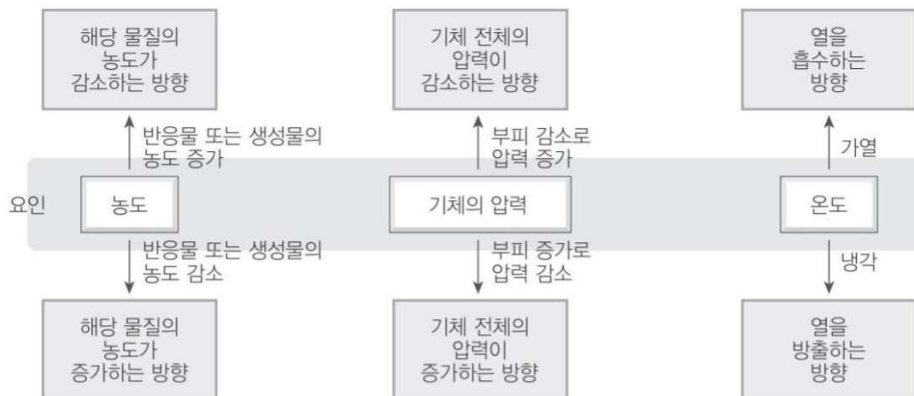 해당 물질의
농도가
감소하는 방향
기체 전체의
압력이
감소하는 방향
열을
흡수하는
방향
반응물 또는 생성물의
농도 증가
부피 감소로
압력 증가
가열
요인
농도
기체의 압력
온도
반응물 또는 생성물의
농도 감소
부피 증가로
압력 감소
냉각
해당 물질의
농도가
증가하는 방향
기체 전체의
압력이
증가하는 방향
열을
방출하는
방향